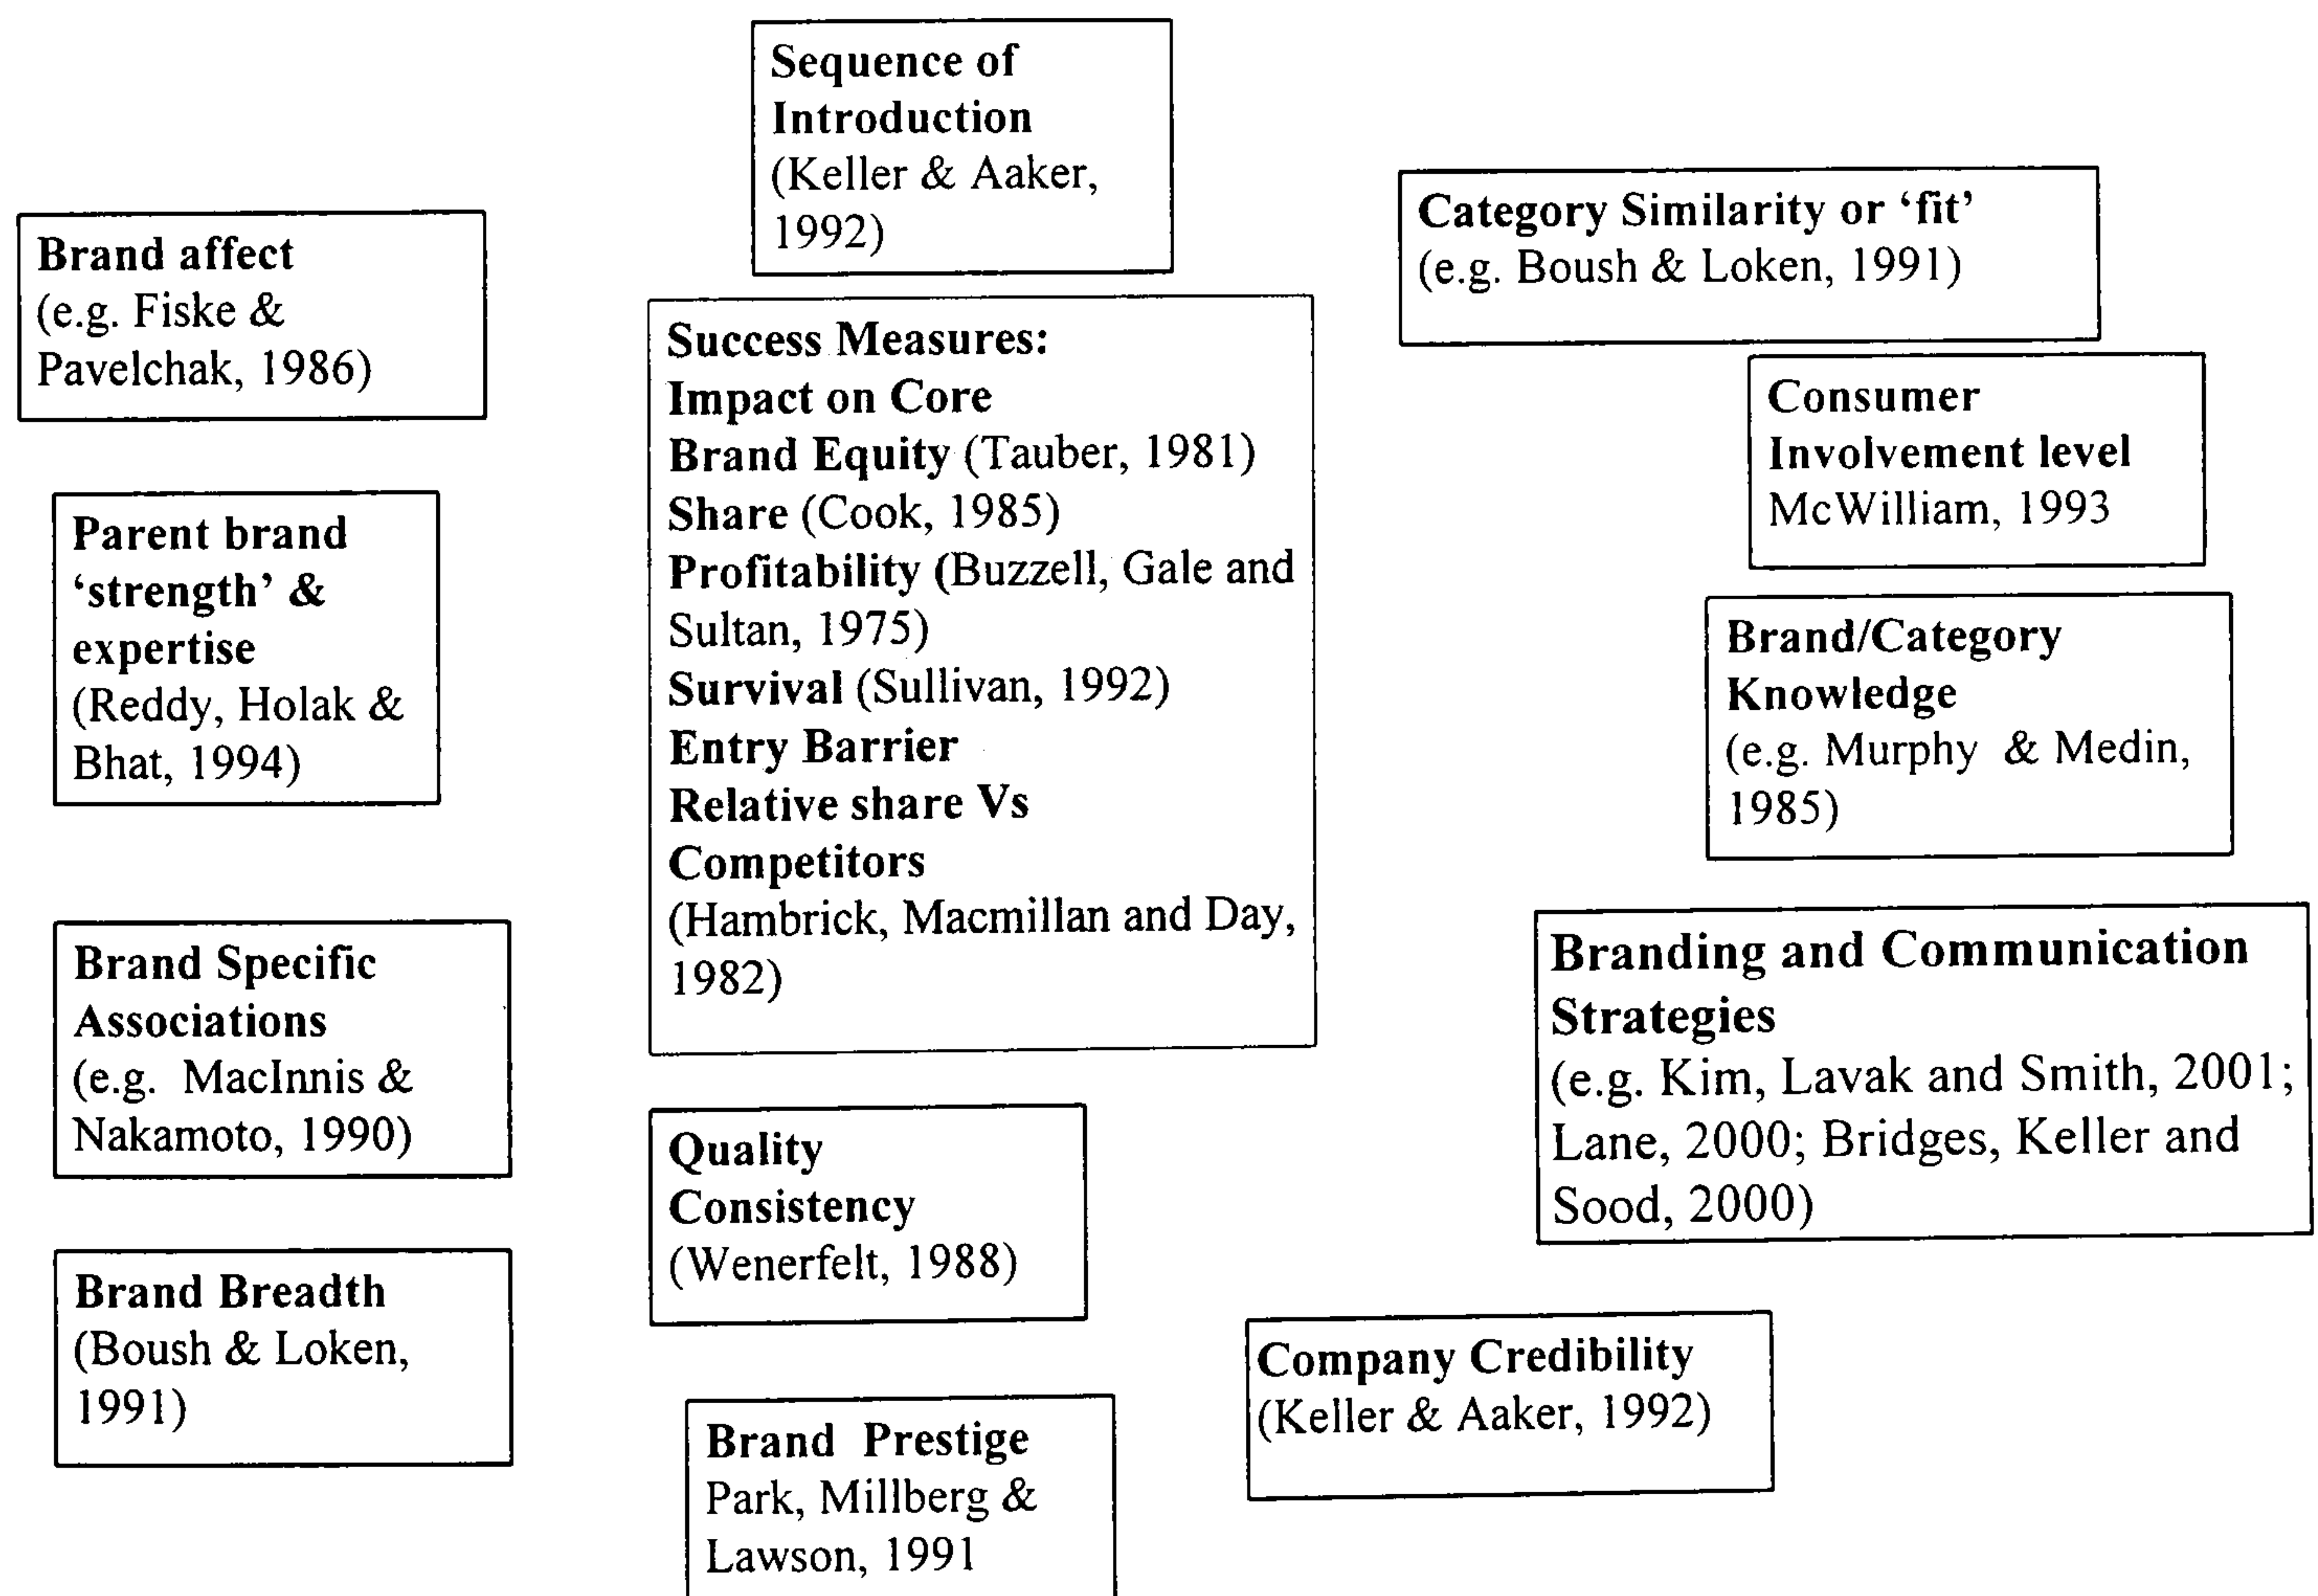 Sequence of
Introduction
(Keller & Aaker,
1992)
Category Similarity or ‘fit’
(e.g. Boush & Loken, 1991)
Brand affect
(e.g. Fiske &
Pavelchak, 1986)
Success Measures:
Impact on Core
Brand Equity (Tauber, 1981)
Share (Cook, 1985)
Profitability (Buzzell, Gale and
Sultan, 1975)
Survival (Sullivan, 1992)
Entry Barrier
Relative share Vs
Competitors
(Hambrick, Macmillan and Day,
1982)
Consumer
Involvement level
McWilliam, 1993
Parent brand
‘strength’ &
expertise
(Reddy, Holak &
Bhat, 1994)
Brand/Category
Knowledge
(e.g. Murphy & Medin,
1985)
Brand Specific
Associations
(e.g. MacInnis &
Nakamoto, 1990)
Branding and Communication
Strategies
(e.g. Kim, Lavak and Smith, 2001;
Lane, 2000; Bridges, Keller and
Sood, 2000)
Quality
Consistency
(Wenerfelt, 1988)
Brand Breadth
(Boush & Loken,
1991)
Company Credibility
(Keller & Aaker, 1992)
Brand Prestige
Park, Millberg &
Lawson, 1991